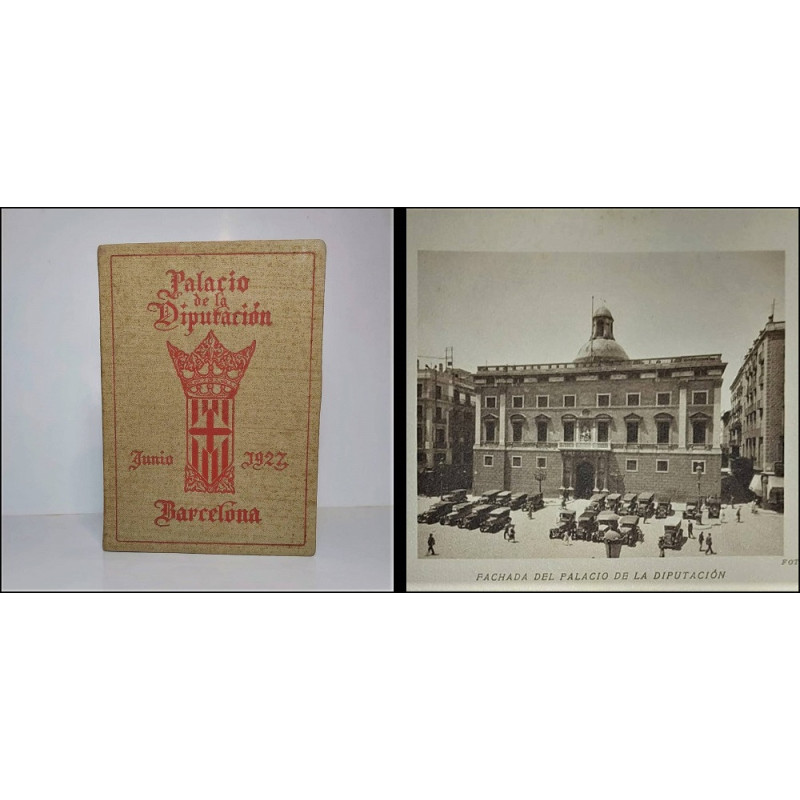 Palacio
de la
Diputación
Junio 1927
Barcelona
FACHADA DEL PALACIO DE LA DIPUTACIÓN
FOT